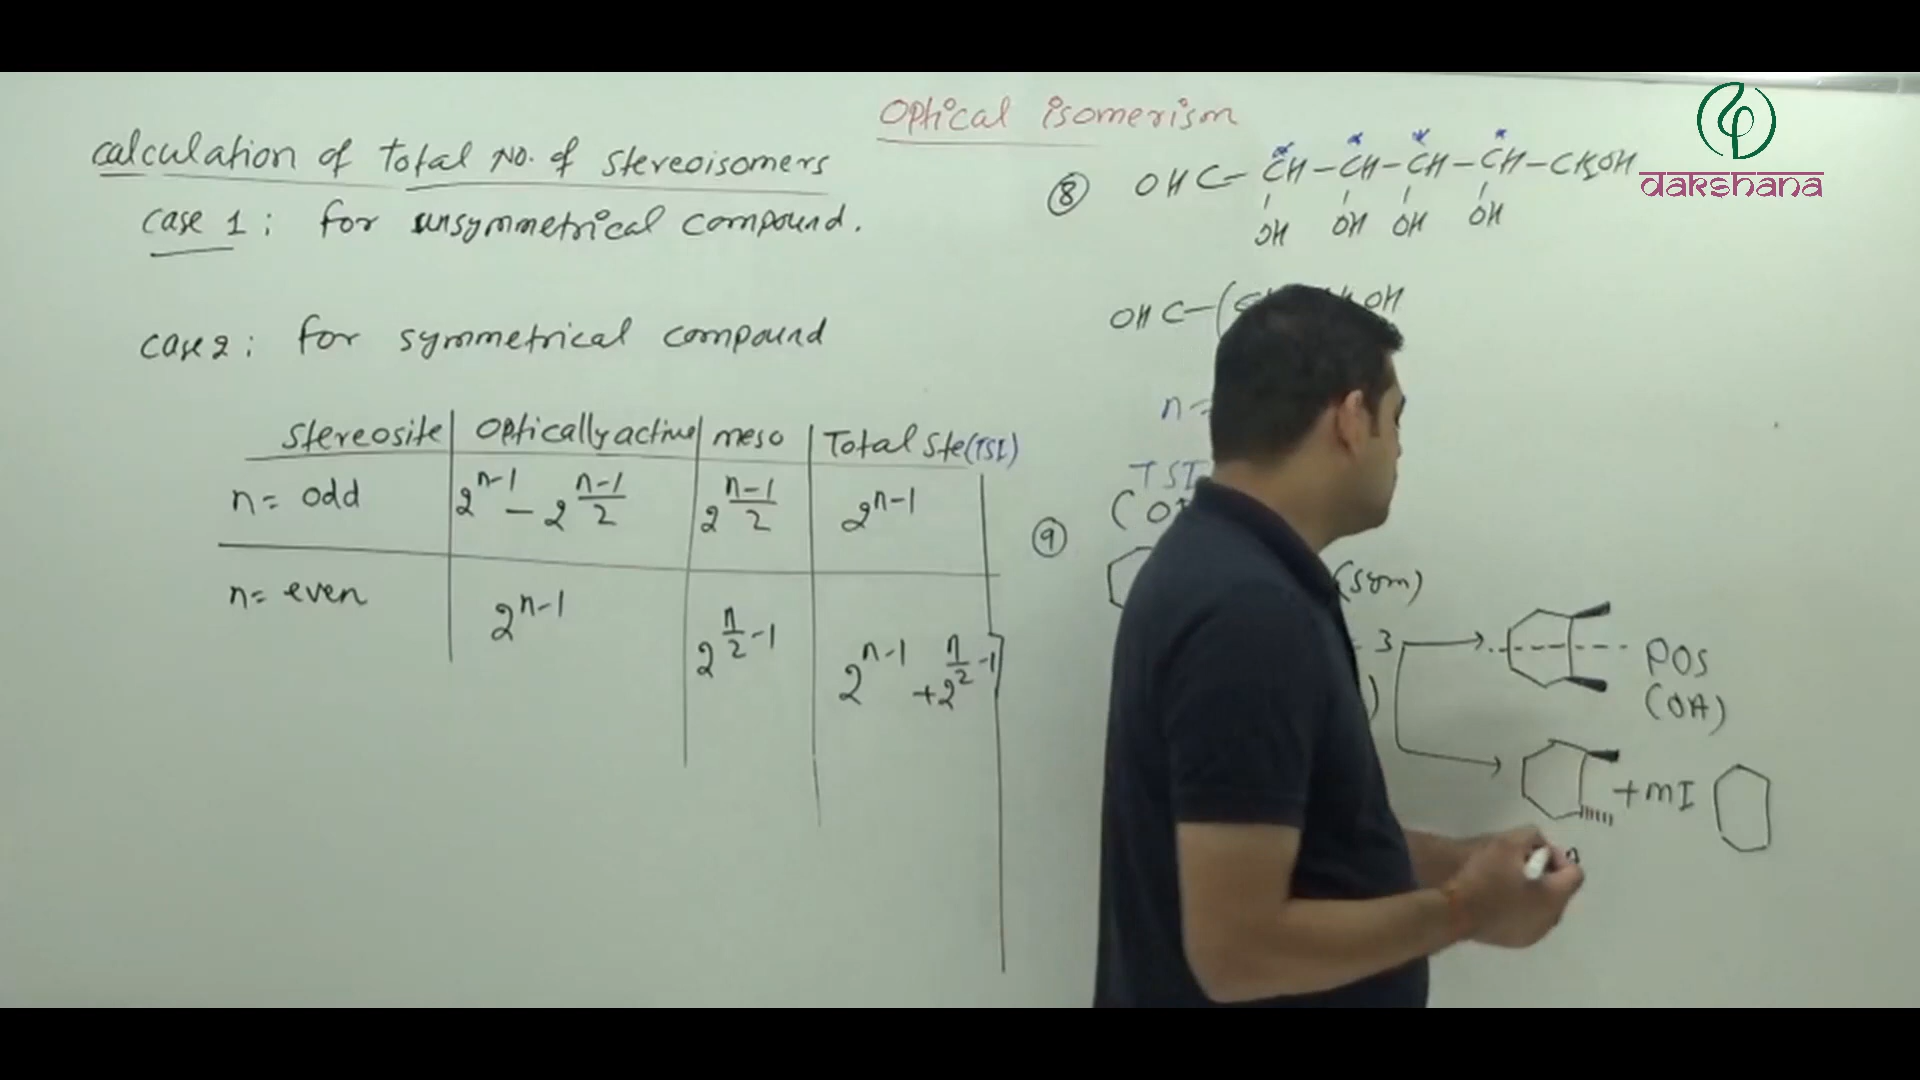 Optical isomerism
calculation of Total No. of stereoisomers
case 1 : for unsymmetrical compound.
case 2 : for symmetrical compound
Stereosite | Optically active | meso | Total Ste(TSI)
n = odd | 2^(n-1) - 2^((n-1)/2) | 2^((n-1)/2) | 2^(n-1)
n = even | 2^(n-1) | 2^(n/2-1) | 2^(n-1) + 2^(n/2-1)
⑧ OHC-CH-CH-CH-CH-CH2OH
* * * *
OH OH OH OH
OHC-( OH
n=
TSI
⑨
(sym)
3
POS
(OA)
+ mI
dakshana